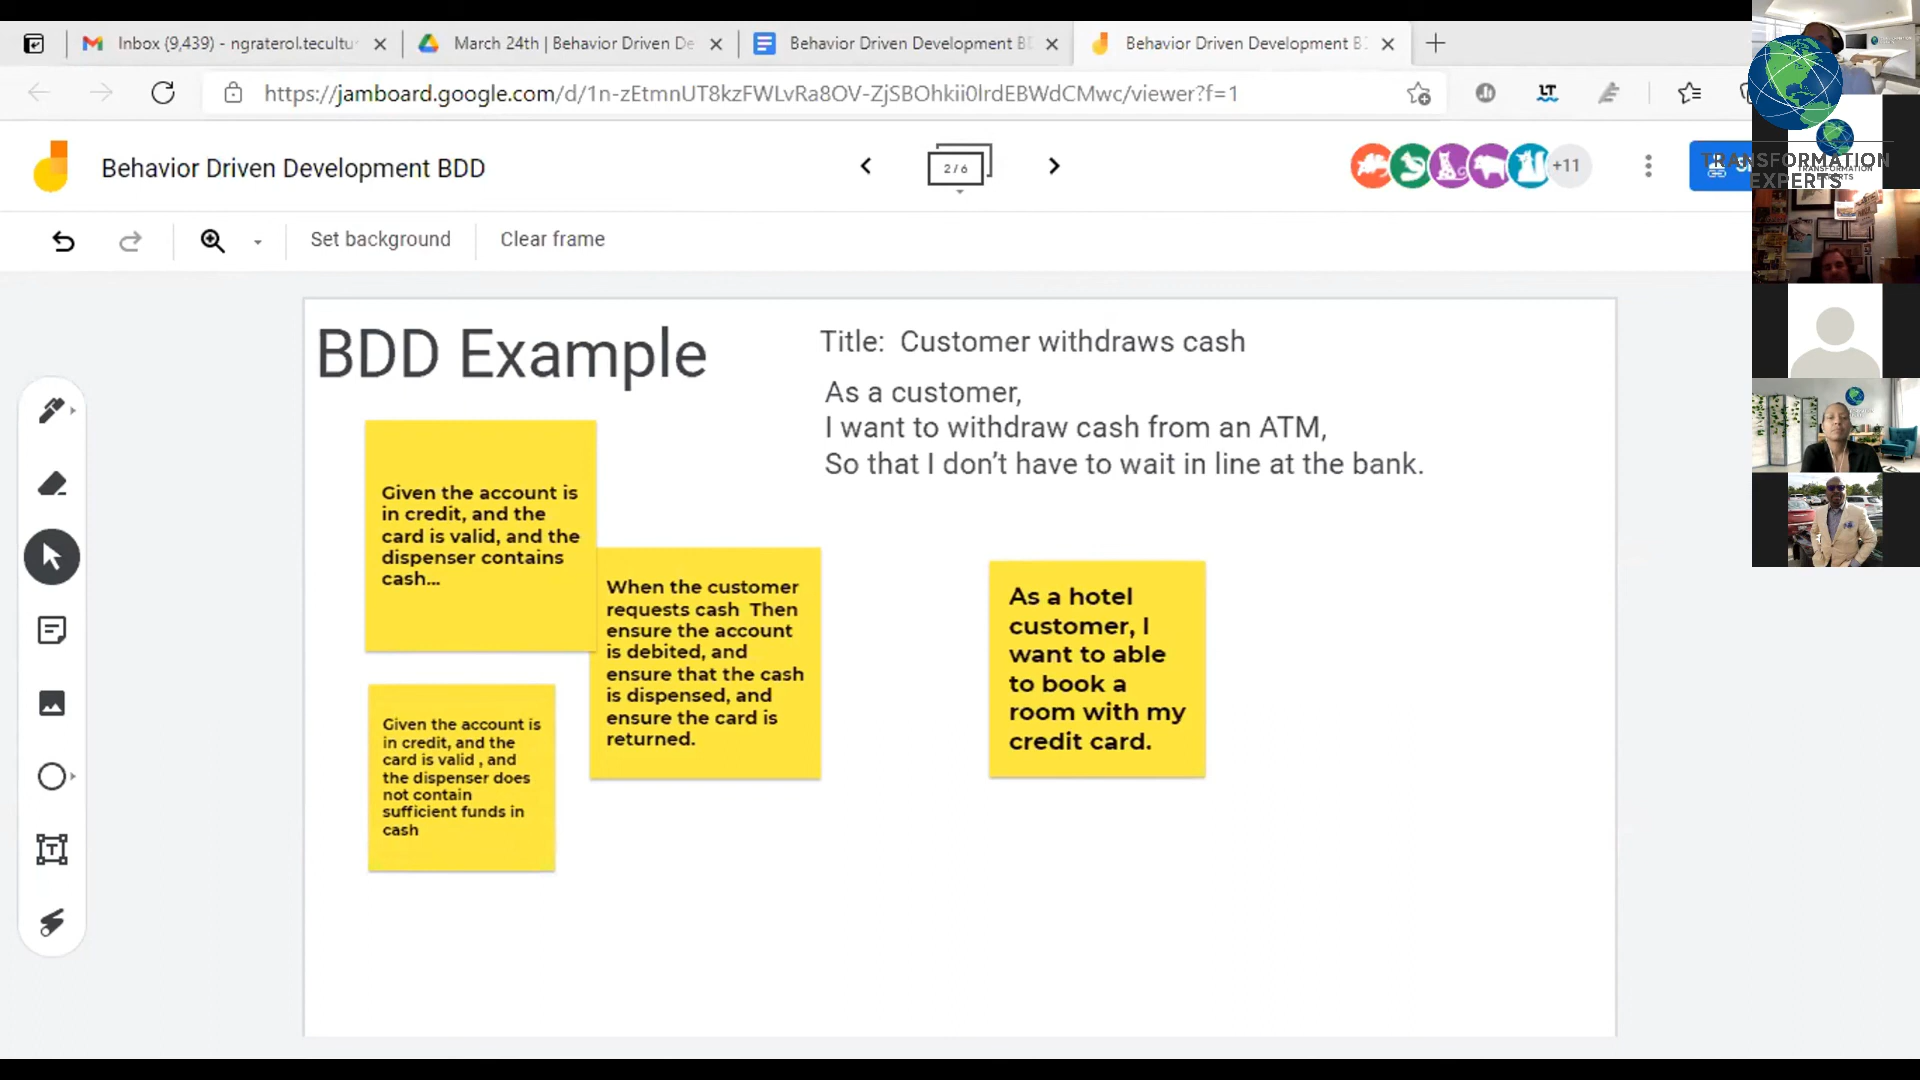 Inbox (9,439) - ngraterol.tecultu
March 24th | Behavior Driven De
Behavior Driven Development B
Behavior Driven Development B
https://jamboard.google.com/d/1n-zEtmnUT8kzFWLvRa8OV-ZjSBOhkii0IrdEBWdCMwc/viewer?f=1
LT
Behavior Driven Development BDD
2 / 6
+11
TRANSFORMATION
EXPERTS
TRANSFORMATION
EXPERTS
Set background
Clear frame
BDD Example
Title: Customer withdraws cash
As a customer,
I want to withdraw cash from an ATM,
So that I don’t have to wait in line at the bank.
Given the account is
in credit, and the
card is valid, and the
dispenser contains
cash...
When the customer
requests cash Then
ensure the account
is debited, and
ensure that the cash
is dispensed, and
ensure the card is
returned.
Given the account is
in credit, and the
card is valid , and
the dispenser does
not contain
sufficient funds in
cash
As a hotel
customer, I
want to able
to book a
room with my
credit card.